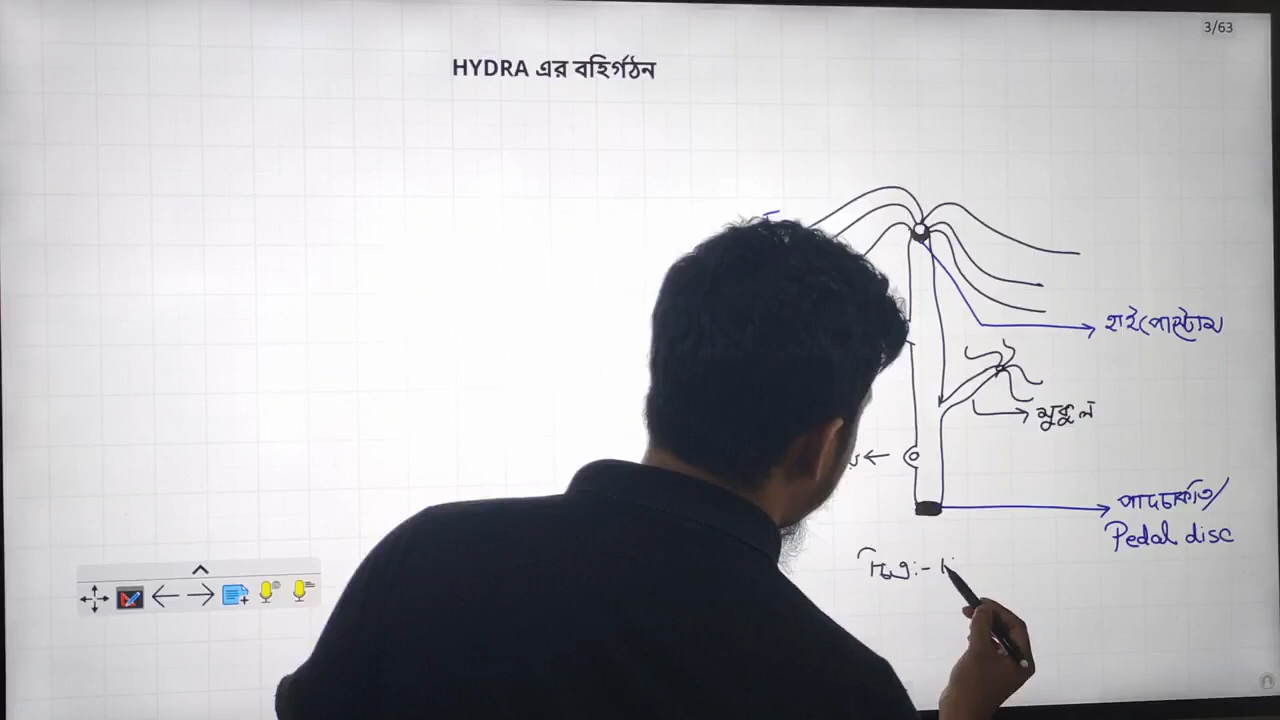 3/63
HYDRA এর বহির্গঠন
হাইপোস্টোম
মুকুল
পাদচাকতি/
Pedal disc
চিত্র:-